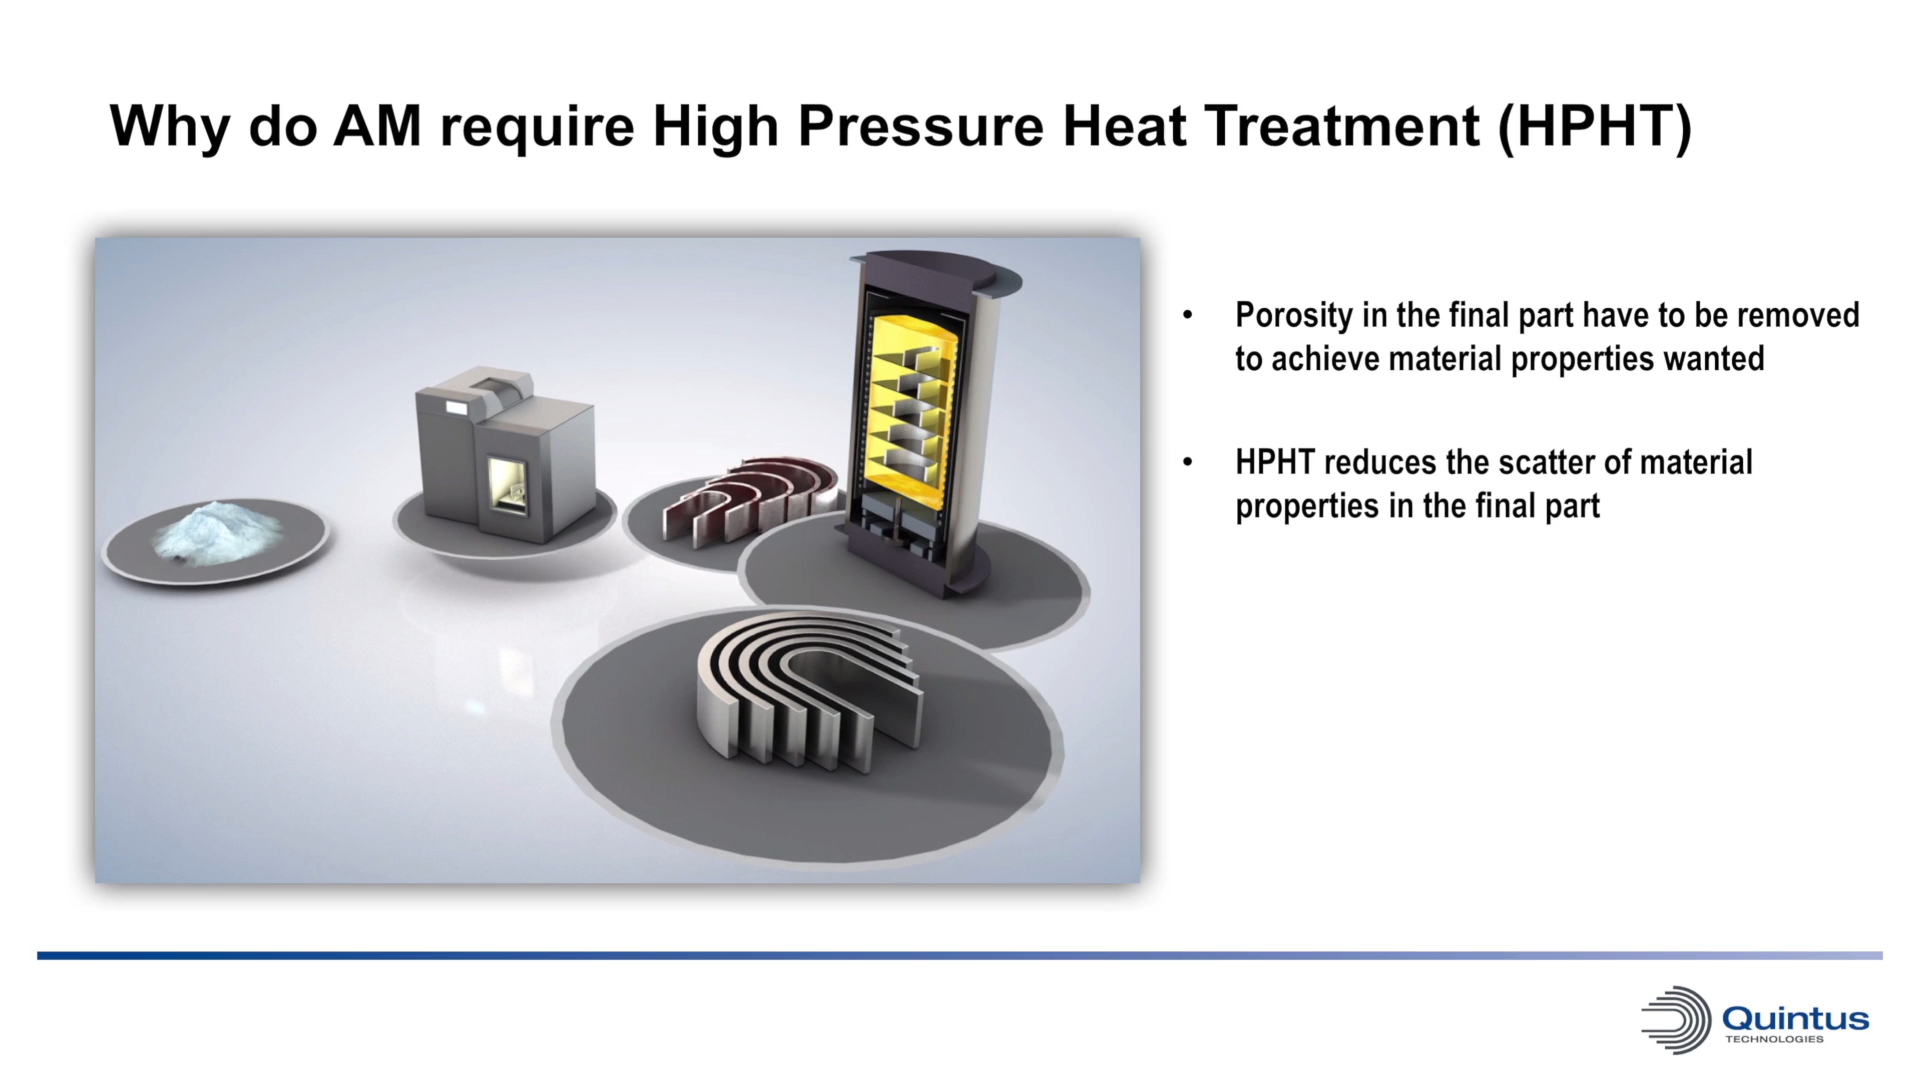 Why do AM require High Pressure Heat Treatment (HPHT)
• Porosity in the final part have to be removed
to achieve material properties wanted
• HPHT reduces the scatter of material
properties in the final part
Quintus
TECHNOLOGIES